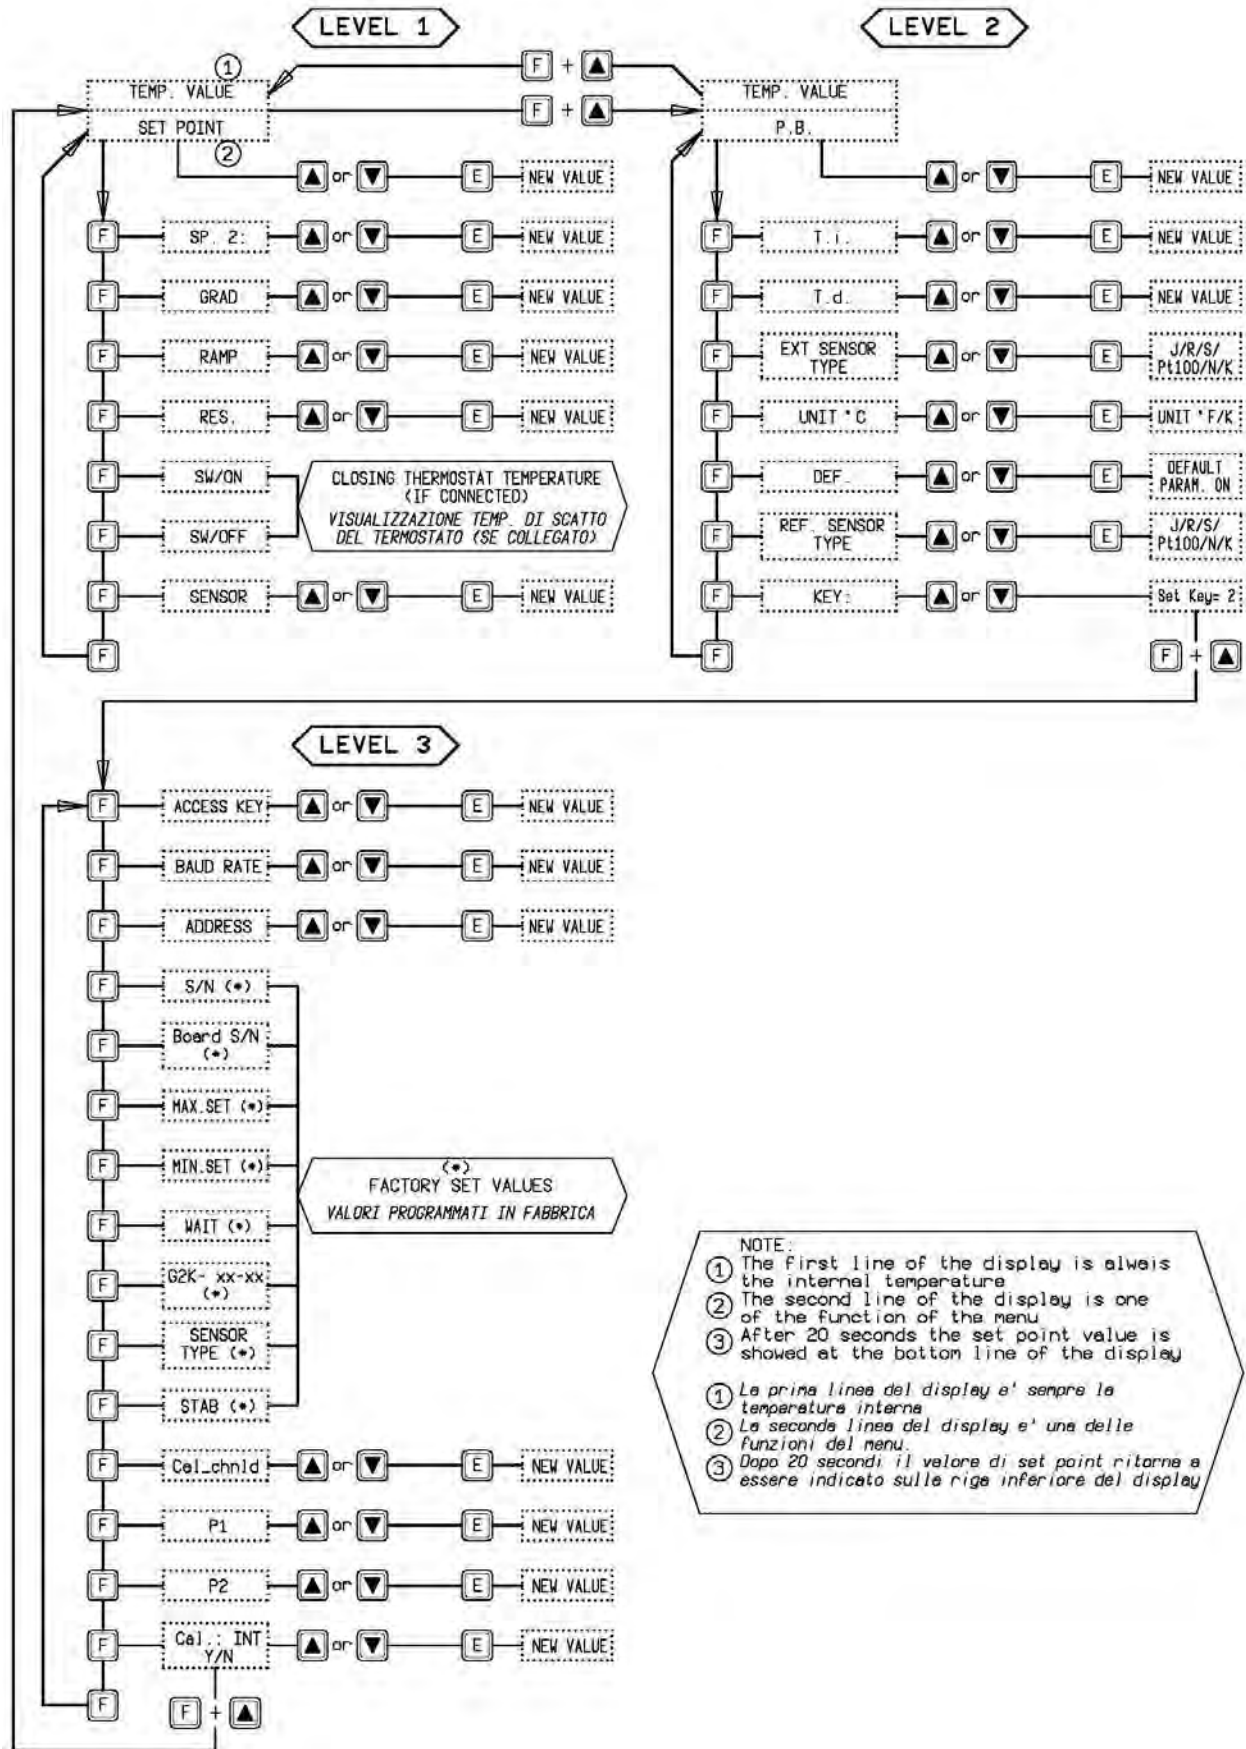 LEVEL 1
LEVEL 2
F + ▲
1
TEMP. VALUE
TEMP. VALUE
F + ▲
SET POINT
2
P.B.
▲ or ▼ E NEW VALUE
▲ or ▼ E NEW VALUE
F SP. 2: ▲ or ▼ E NEW VALUE
F T.i. ▲ or ▼ E NEW VALUE
F GRAD ▲ or ▼ E NEW VALUE
F T.d. ▲ or ▼ E NEW VALUE
F RAMP ▲ or ▼ E NEW VALUE
F EXT SENSOR
TYPE ▲ or ▼ E J/R/S/
Pt100/N/K
F RES. ▲ or ▼ E NEW VALUE
F UNIT °C ▲ or ▼ E UNIT °F/K
F SW/ON
F SW/OFF
CLOSING THERMOSTAT TEMPERATURE
(IF CONNECTED)
VISUALIZZAZIONE TEMP. DI SCATTO
DEL TERMOSTATO (SE COLLEGATO)
F DEF. ▲ or ▼ E DEFAULT
PARAM. ON
F REF. SENSOR
TYPE ▲ or ▼ E J/R/S/
Pt100/N/K
F SENSOR ▲ or ▼ E NEW VALUE
F KEY: ▲ or ▼ Set Key= 2
F
F
F + ▲
LEVEL 3
F ACCESS KEY ▲ or ▼ E NEW VALUE
F BAUD RATE ▲ or ▼ E NEW VALUE
F ADDRESS ▲ or ▼ E NEW VALUE
F S/N (*)
F Board S/N
(*)
F MAX.SET (*)
F MIN.SET (*)
F WAIT (*)
F G2K- xx-xx
(*)
F SENSOR
TYPE (*)
F STAB (*)
(*)
FACTORY SET VALUES
VALORI PROGRAMMATI IN FABBRICA
F Cal_chnld ▲ or ▼ E NEW VALUE
F P1 ▲ or ▼ E NEW VALUE
F P2 ▲ or ▼ E NEW VALUE
F Cal.: INT
Y/N ▲ or ▼ E NEW VALUE
F
F + ▲
NOTE:
1 The first line of the display is alwais
the internal temperature
2 The second line of the display is one
of the function of the menu
3 After 20 seconds the set point value is
showed at the bottom line of the display
1 La prima linea del display e' sempre la
temperatura interna
2 La seconda linea del display e' una delle
funzioni del menu.
3 Dopo 20 secondi il valore di set point ritorna a
essere indicato sulla riga inferiore del display